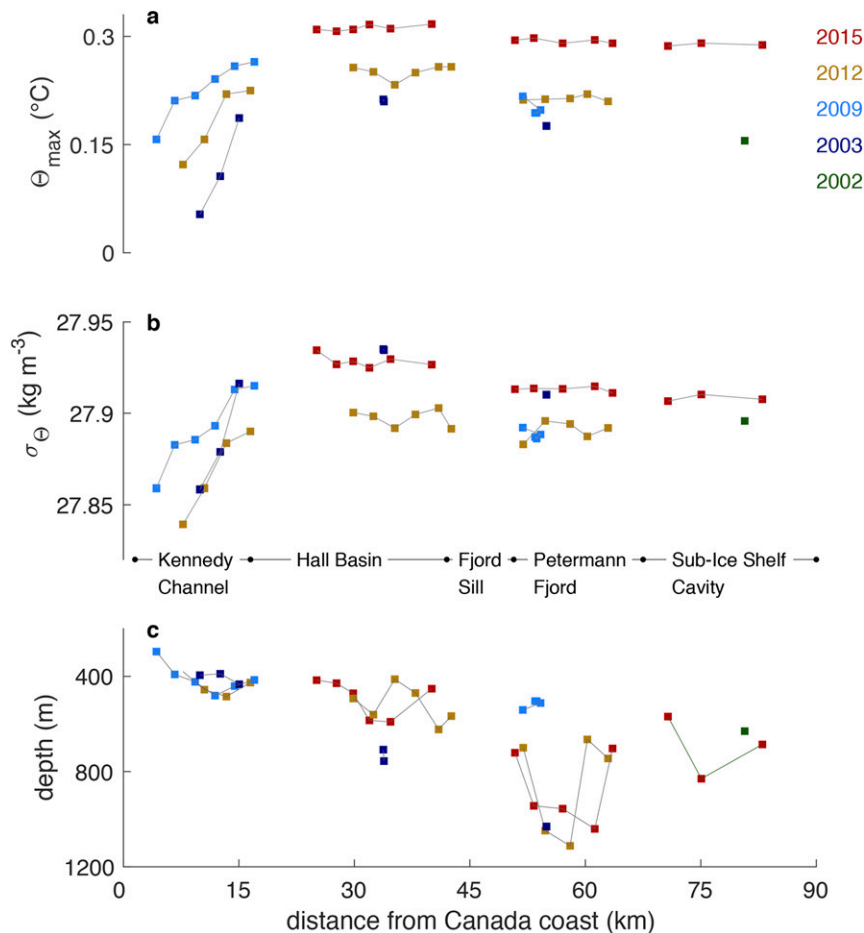 a
0.3
0.15
0
Θmax (°C)
2015
2012
2009
2003
2002
b
27.95
27.9
27.85
σΘ (kg m-3)
Kennedy Channel
Hall Basin
Fjord Sill
Petermann Fjord
Sub-Ice Shelf Cavity
c
400
800
1200
depth (m)
0 15 30 45 60 75 90
distance from Canada coast (km)